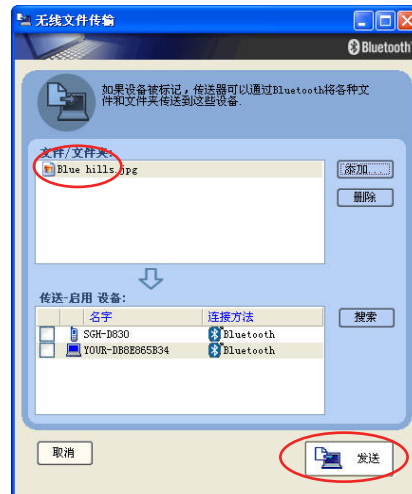 无线文件传输
Bluetooth
如果设备被标记，传送器可以通过Bluetooth将各种文
件和文件夹传送到这些设备.
文件/文件夹:
Blue hills.jpg
添加...
删除
传送-启用 设备:
名字 连接方法
搜索
SGH-D830 Bluetooth
YOUR-DB8E865B34 Bluetooth
取消
发送